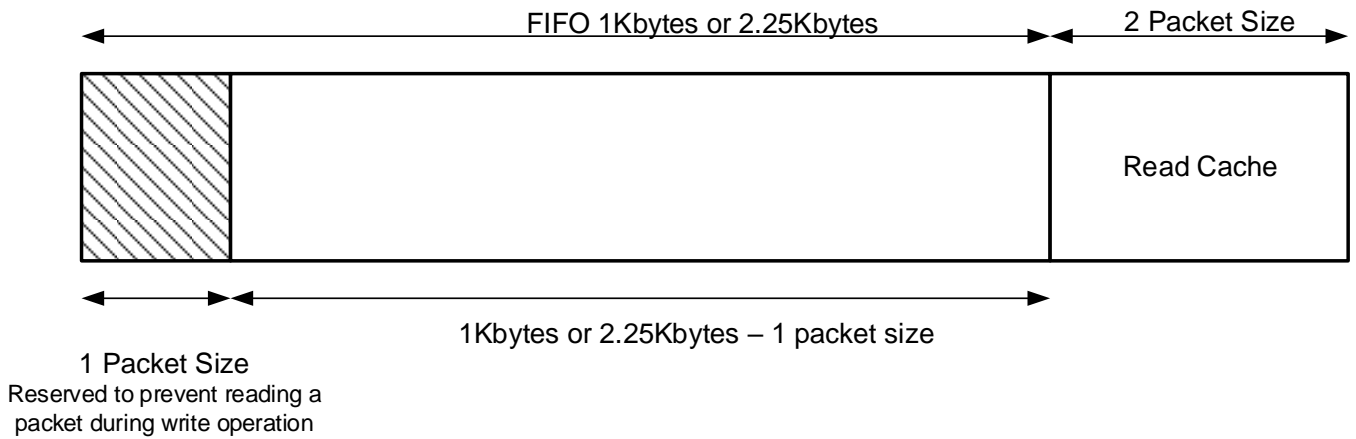 FIFO 1Kbytes or 2.25Kbytes
2 Packet Size
Read Cache
1Kbytes or 2.25Kbytes – 1 packet size
1 Packet Size
Reserved to prevent reading a
packet during write operation